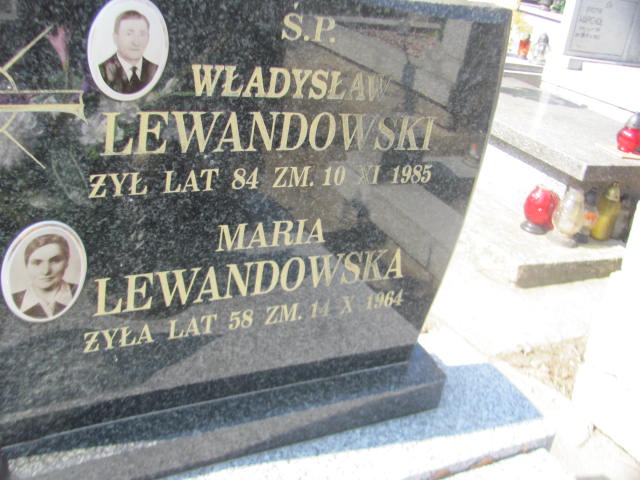 Ś.P.
WŁADYSŁAW
LEWANDOWSKI
ŻYŁ LAT 84 ZM. 10 XI 1985
MARIA
LEWANDOWSKA
ŻYŁA LAT 58 ZM. 14 X 1964